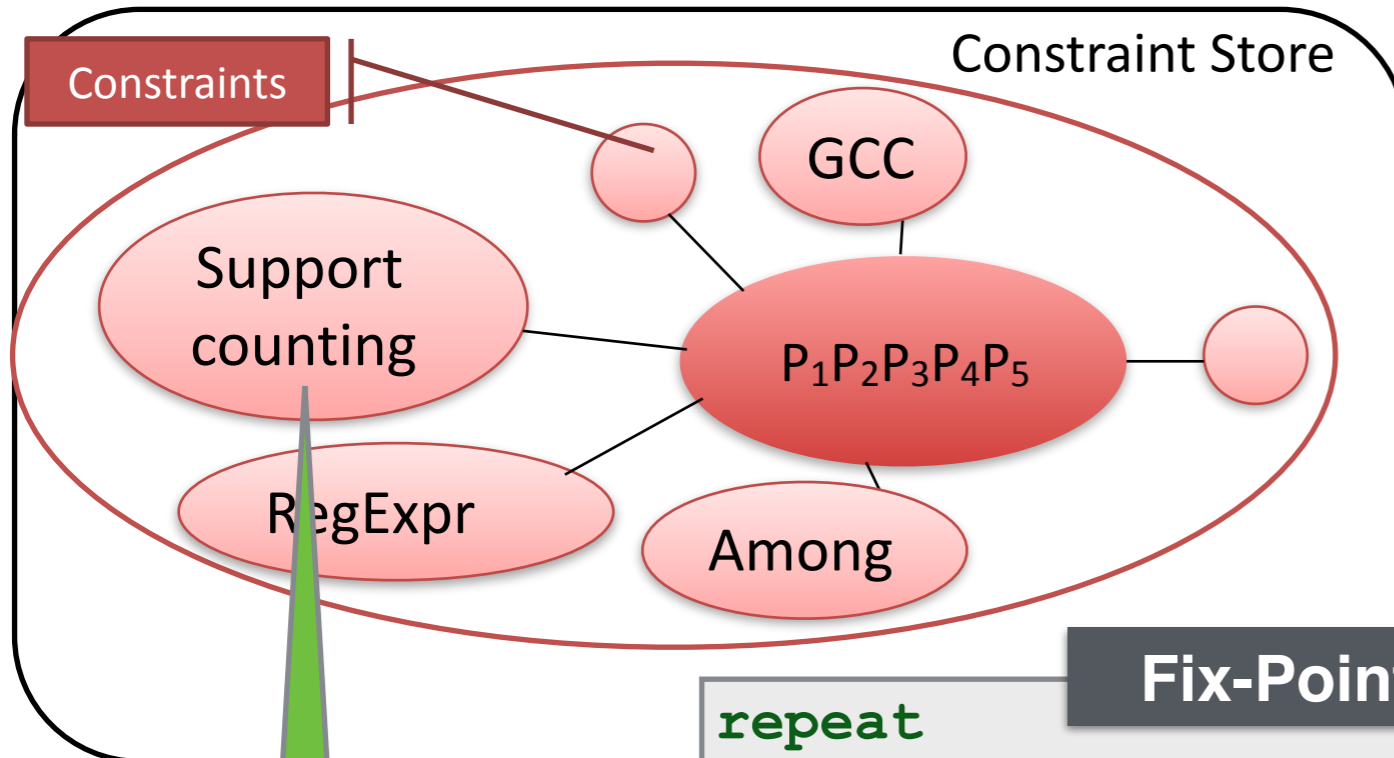 Constraint Store
Constraints
GCC
Support
counting
P₁P₂P₃P₄P₅
RegExpr
Among
Fix-Point
repeat